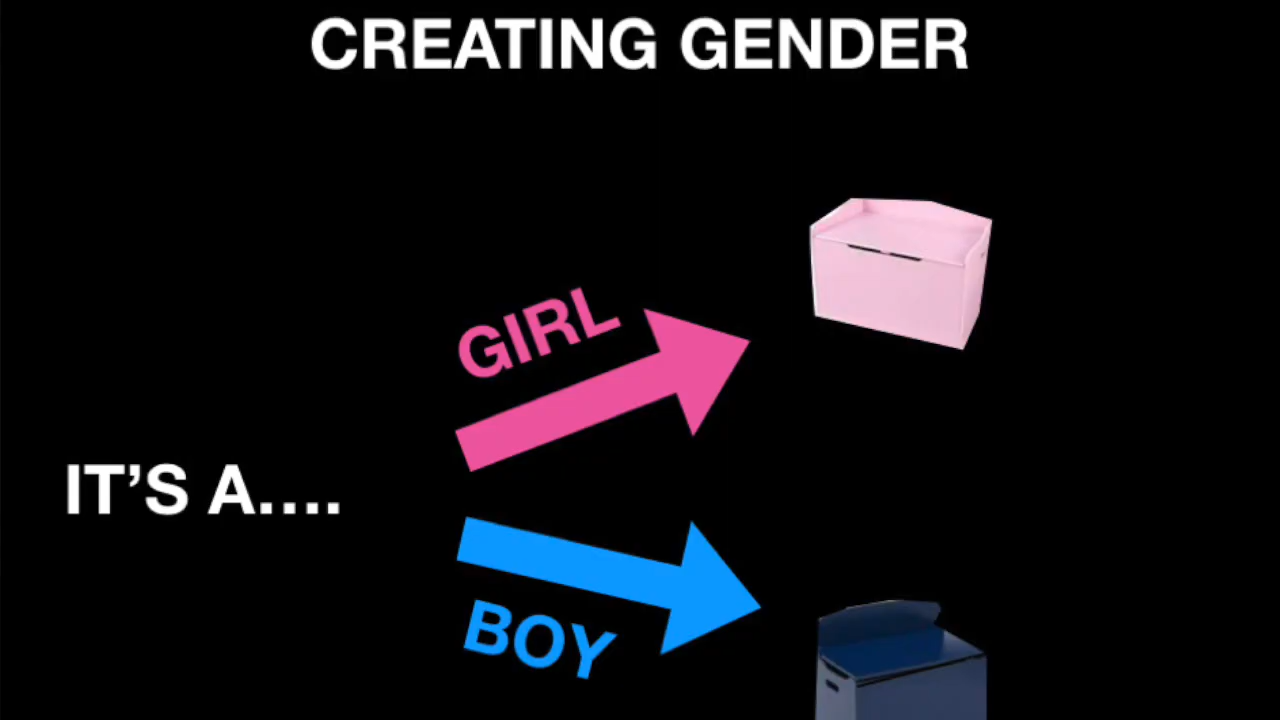 CREATING GENDER
GIRL
IT’S A....
BOY